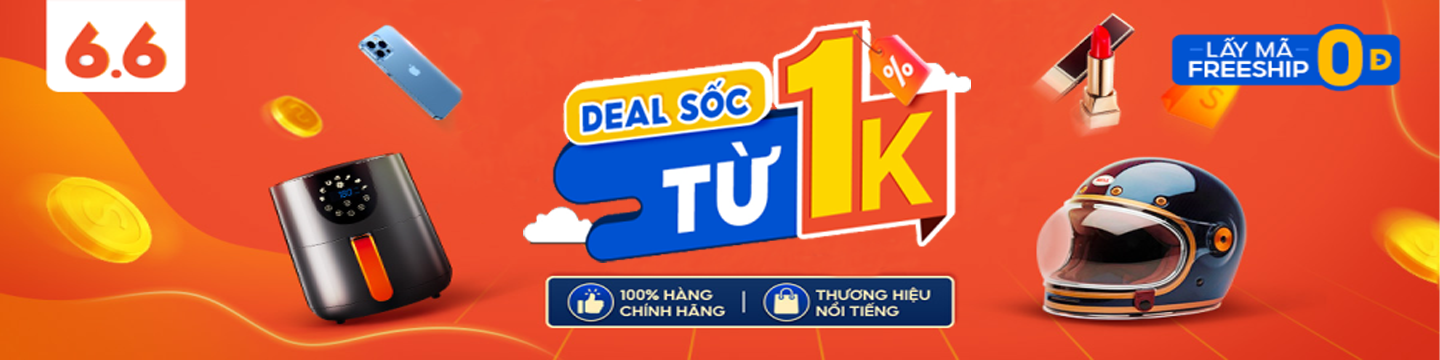 6.6
DEAL SỐC
TỪ
1K
%
LẤY MÃ
FREESHIP 0Đ
100% HÀNG
CHÍNH HÃNG
THƯƠNG HIỆU
NỔI TIẾNG